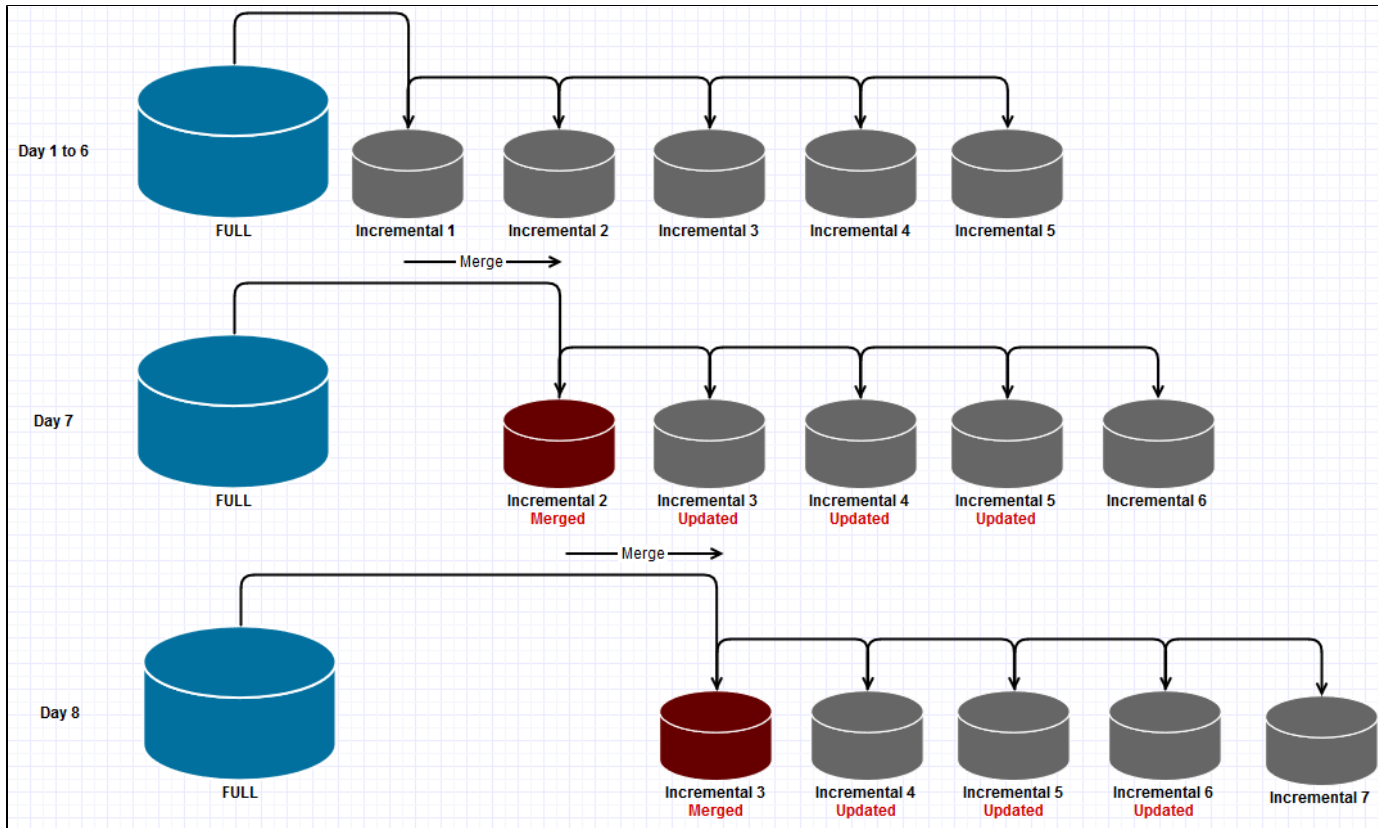 Day 1 to 6
FULL
Incremental 1
Incremental 2
Incremental 3
Incremental 4
Incremental 5
Merge
Day 7
FULL
Incremental 2
Merged
Incremental 3
Updated
Incremental 4
Updated
Incremental 5
Updated
Incremental 6
Merge
Day 8
FULL
Incremental 3
Merged
Incremental 4
Updated
Incremental 5
Updated
Incremental 6
Updated
Incremental 7